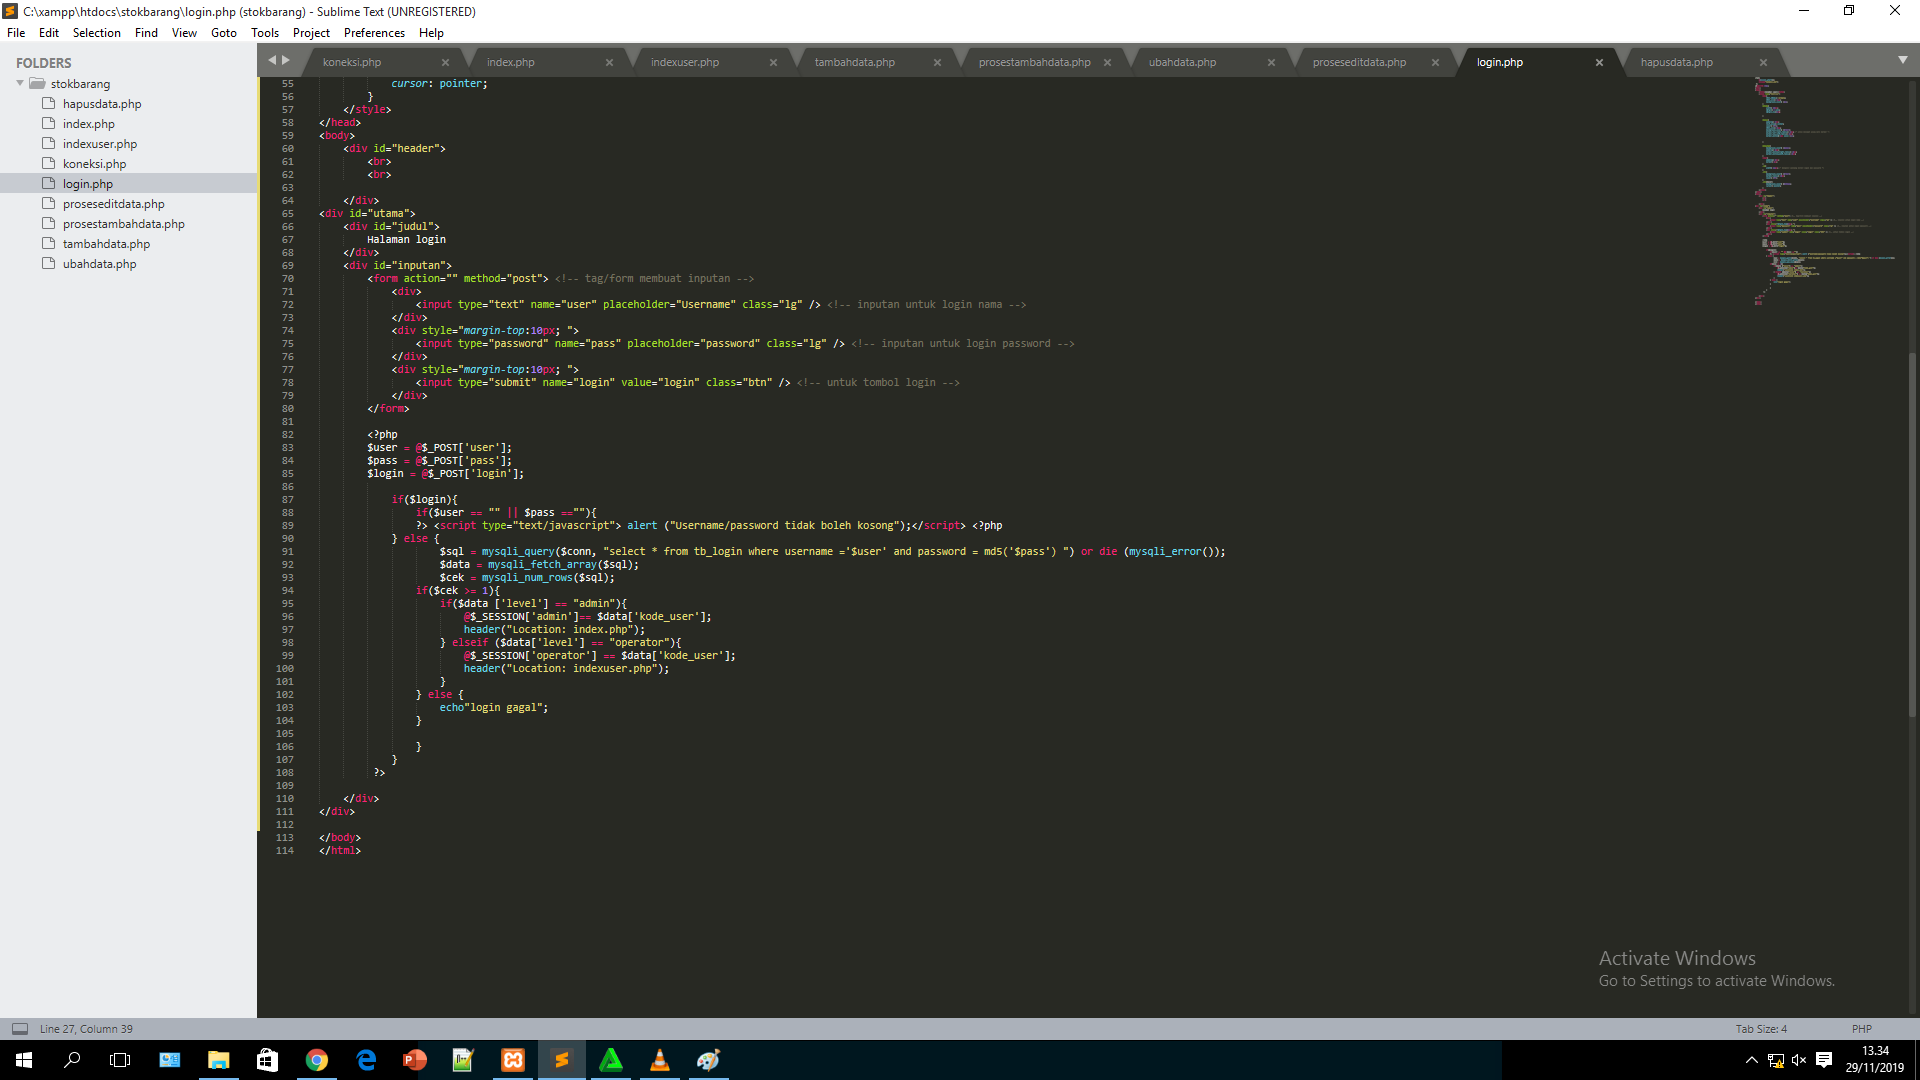 C:\xampp\htdocs\stokbarang\login.php (stokbarang) - Sublime Text (UNREGISTERED)
File Edit Selection Find View Goto Tools Project Preferences Help
FOLDERS
stokbarang
hapusdata.php
index.php
indexuser.php
koneksi.php
login.php
proseseditdata.php
prosestambahdata.php
tambahdata.php
ubahdata.php
koneksi.php × index.php × indexuser.php × tambahdata.php × prosestambahdata.php × ubahdata.php × proseseditdata.php × login.php × hapusdata.php ×
55 cursor: pointer;
56 }
57 </style>
58 </head>
59 <body>
60 <div id="header">
61 <br>
62 <br>
63
64 </div>
65 <div id="utama">
66 <div id="judul">
67 Halaman login
68 </div>
69 <div id="inputan">
70 <form action="" method="post"> <!-- tag/form membuat inputan -->
71 <div>
72 <input type="text" name="user" placeholder="Username" class="lg" /> <!-- inputan untuk login nama -->
73 </div>
74 <div style="margin-top:10px; ">
75 <input type="password" name="pass" placeholder="password" class="lg" /> <!-- inputan untuk login password -->
76 </div>
77 <div style="margin-top:10px; ">
78 <input type="submit" name="login" value="login" class="btn" /> <!-- untuk tombol login -->
79 </div>
80 </form>
81
82 <?php
83 $user = @$_POST['user'];
84 $pass = @$_POST['pass'];
85 $login = @$_POST['login'];
86
87 if($login){
88 if($user == "" || $pass ==""){
89 ?> <script type="text/javascript"> alert ("Username/password tidak boleh kosong");</script> <?php
90 } else {
91 $sql = mysqli_query($conn, "select * from tb_login where username ='$user' and password = md5('$pass') ") or die (mysqli_error());
92 $data = mysqli_fetch_array($sql);
93 $cek = mysqli_num_rows($sql);
94 if($cek >= 1){
95 if($data ['level'] == "admin"){
96 @$_SESSION['admin']== $data['kode_user'];
97 header("Location: index.php");
98 } elseif ($data['level'] == "operator"){
99 @$_SESSION['operator'] == $data['kode_user'];
100 header("Location: indexuser.php");
101 }
102 } else {
103 echo"login gagal";
104 }
105
106 }
107 }
108 ?>
109
110 </div>
111 </div>
112
113 </body>
114 </html>
Activate Windows
Go to Settings to activate Windows.
Line 27, Column 39
Tab Size: 4
PHP
13.34
29/11/2019